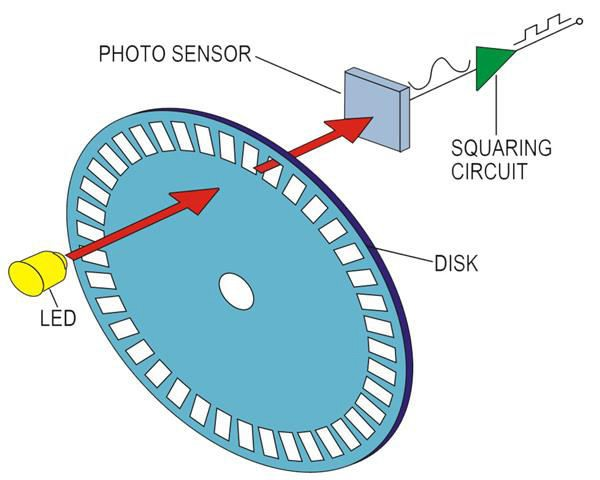 PHOTO SENSOR
SQUARING
CIRCUIT
DISK
LED